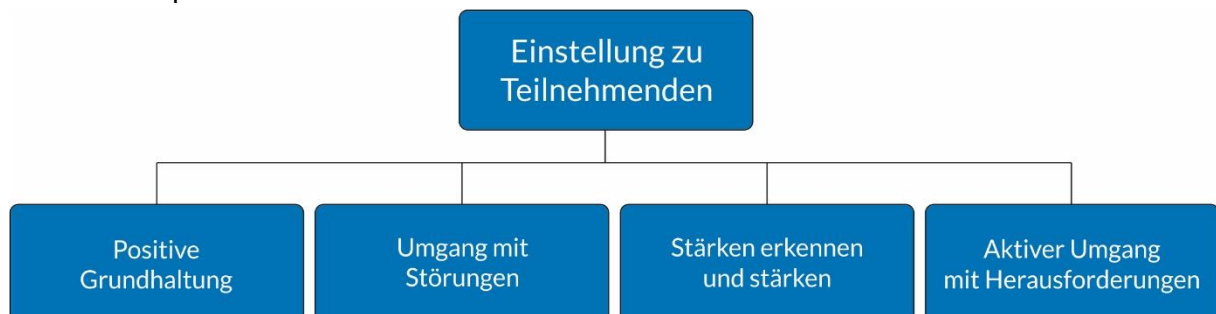 Einstellung zu
Teilnehmenden
Positive
Grundhaltung
Umgang mit
Störungen
Stärken erkennen
und stärken
Aktiver Umgang
mit Herausforderungen